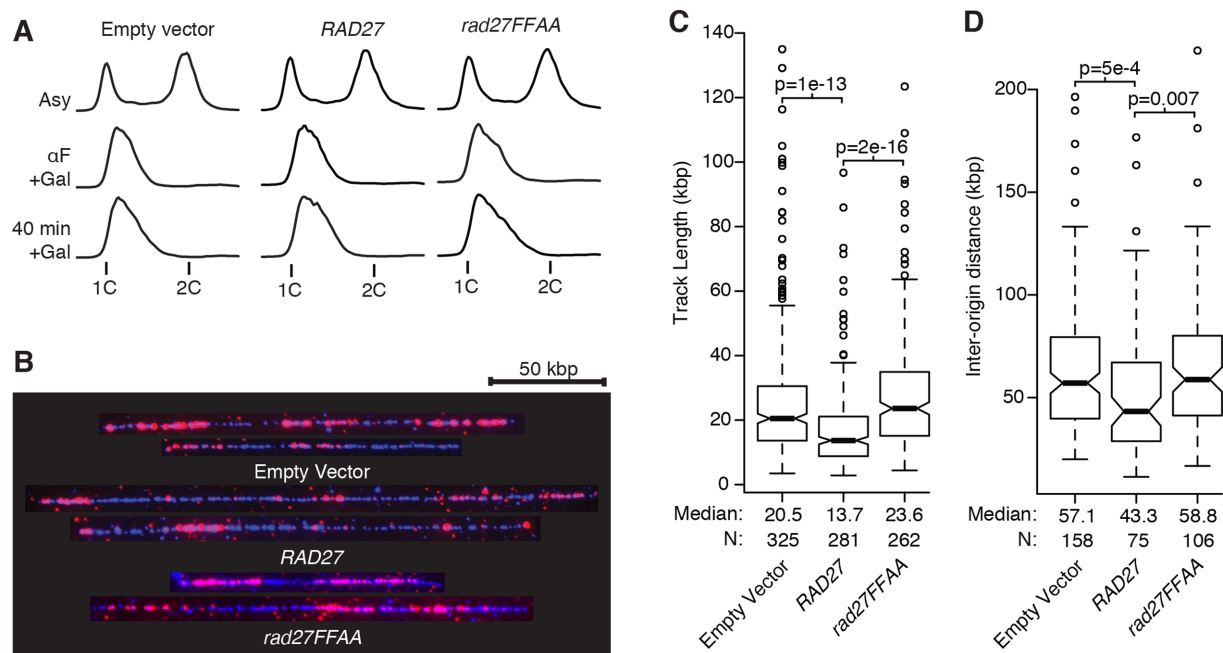 A
Empty vector
RAD27
rad27FFAA
Asy
αF
+Gal
40 min
+Gal
1C 2C 1C 2C 1C 2C
B
50 kbp
Empty Vector
RAD27
rad27FFAA
C
Track Length (kbp)
140
120
100
80
60
40
20
0
p=1e-13
p=2e-16
Median: 20.5 13.7 23.6
N: 325 281 262
Empty Vector
RAD27
rad27FFAA
D
Inter-origin distance (kbp)
200
150
100
50
p=5e-4
p=0.007
Median: 57.1 43.3 58.8
N: 158 75 106
Empty Vector
RAD27
rad27FFAA